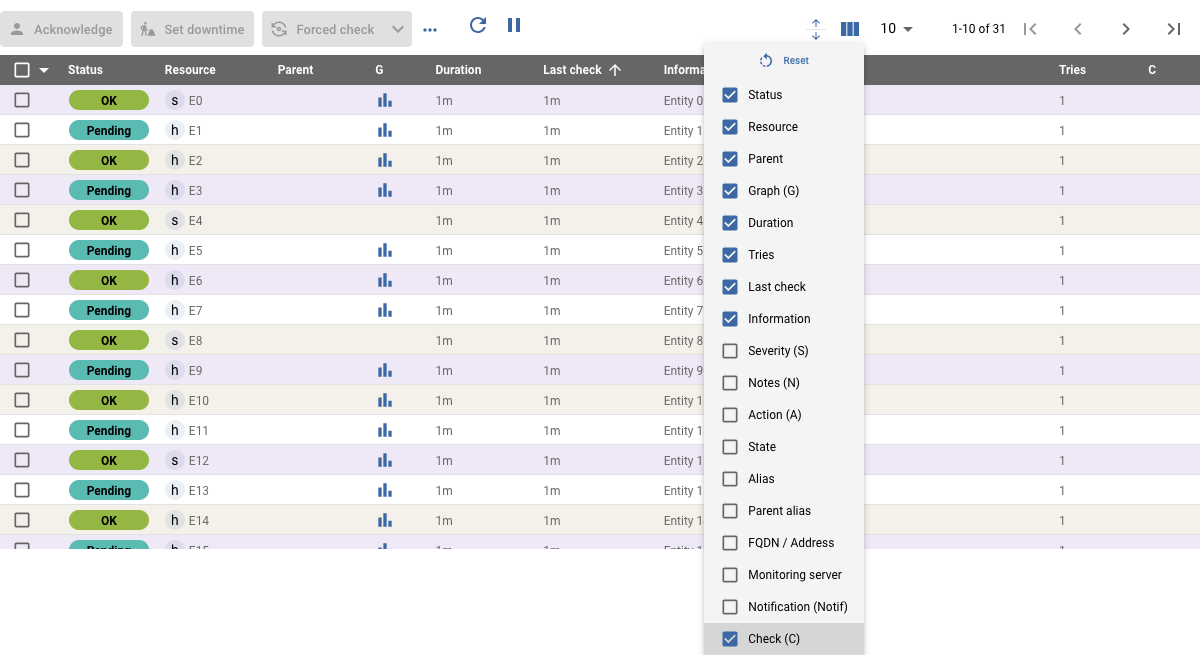 Acknowledge Set downtime Forced check 10 1-10 of 31
Reset
Status Resource Parent G Duration Last check Informa Tries C
OK s E0 1m 1m Entity 0 1
Pending h E1 1m 1m Entity 1 1
OK h E2 1m 1m Entity 2 1
Pending h E3 1m 1m Entity 3 1
OK s E4 1m 1m Entity 4 1
Pending h E5 1m 1m Entity 5 1
OK h E6 1m 1m Entity 6 1
Pending h E7 1m 1m Entity 7 1
OK s E8 1m 1m Entity 8 1
Pending h E9 1m 1m Entity 9 1
OK h E10 1m 1m Entity 1 1
Pending h E11 1m 1m Entity 1 1
OK s E12 1m 1m Entity 1 1
Pending h E13 1m 1m Entity 1 1
OK h E14 1m 1m Entity 1 1
Pending h E15 1m 1m Entity 1 1
Status
Resource
Parent
Graph (G)
Duration
Tries
Last check
Information
Severity (S)
Notes (N)
Action (A)
State
Alias
Parent alias
FQDN / Address
Monitoring server
Notification (Notif)
Check (C)